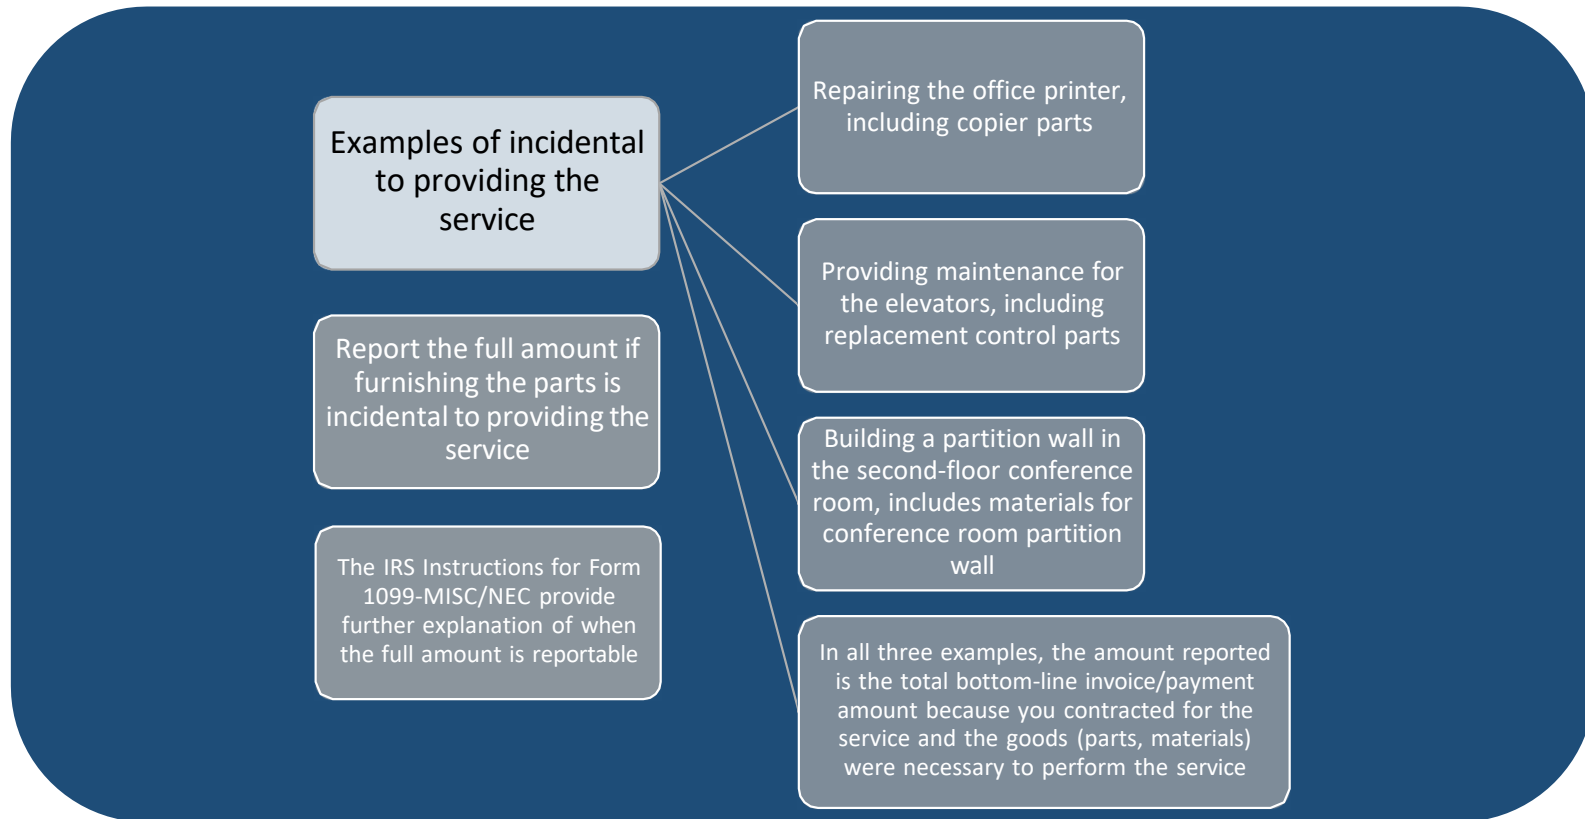 Examples of incidental
to providing the
service
Report the full amount if
furnishing the parts is
incidental to providing the
service
The IRS Instructions for Form
1099-MISC/NEC provide
further explanation of when
the full amount is reportable
Repairing the office printer,
including copier parts
Providing maintenance for
the elevators, including
replacement control parts
Building a partition wall in
the second-floor conference
room, includes materials for
conference room partition
wall
In all three examples, the amount reported
is the total bottom-line invoice/payment
amount because you contracted for the
service and the goods (parts, materials)
were necessary to perform the service